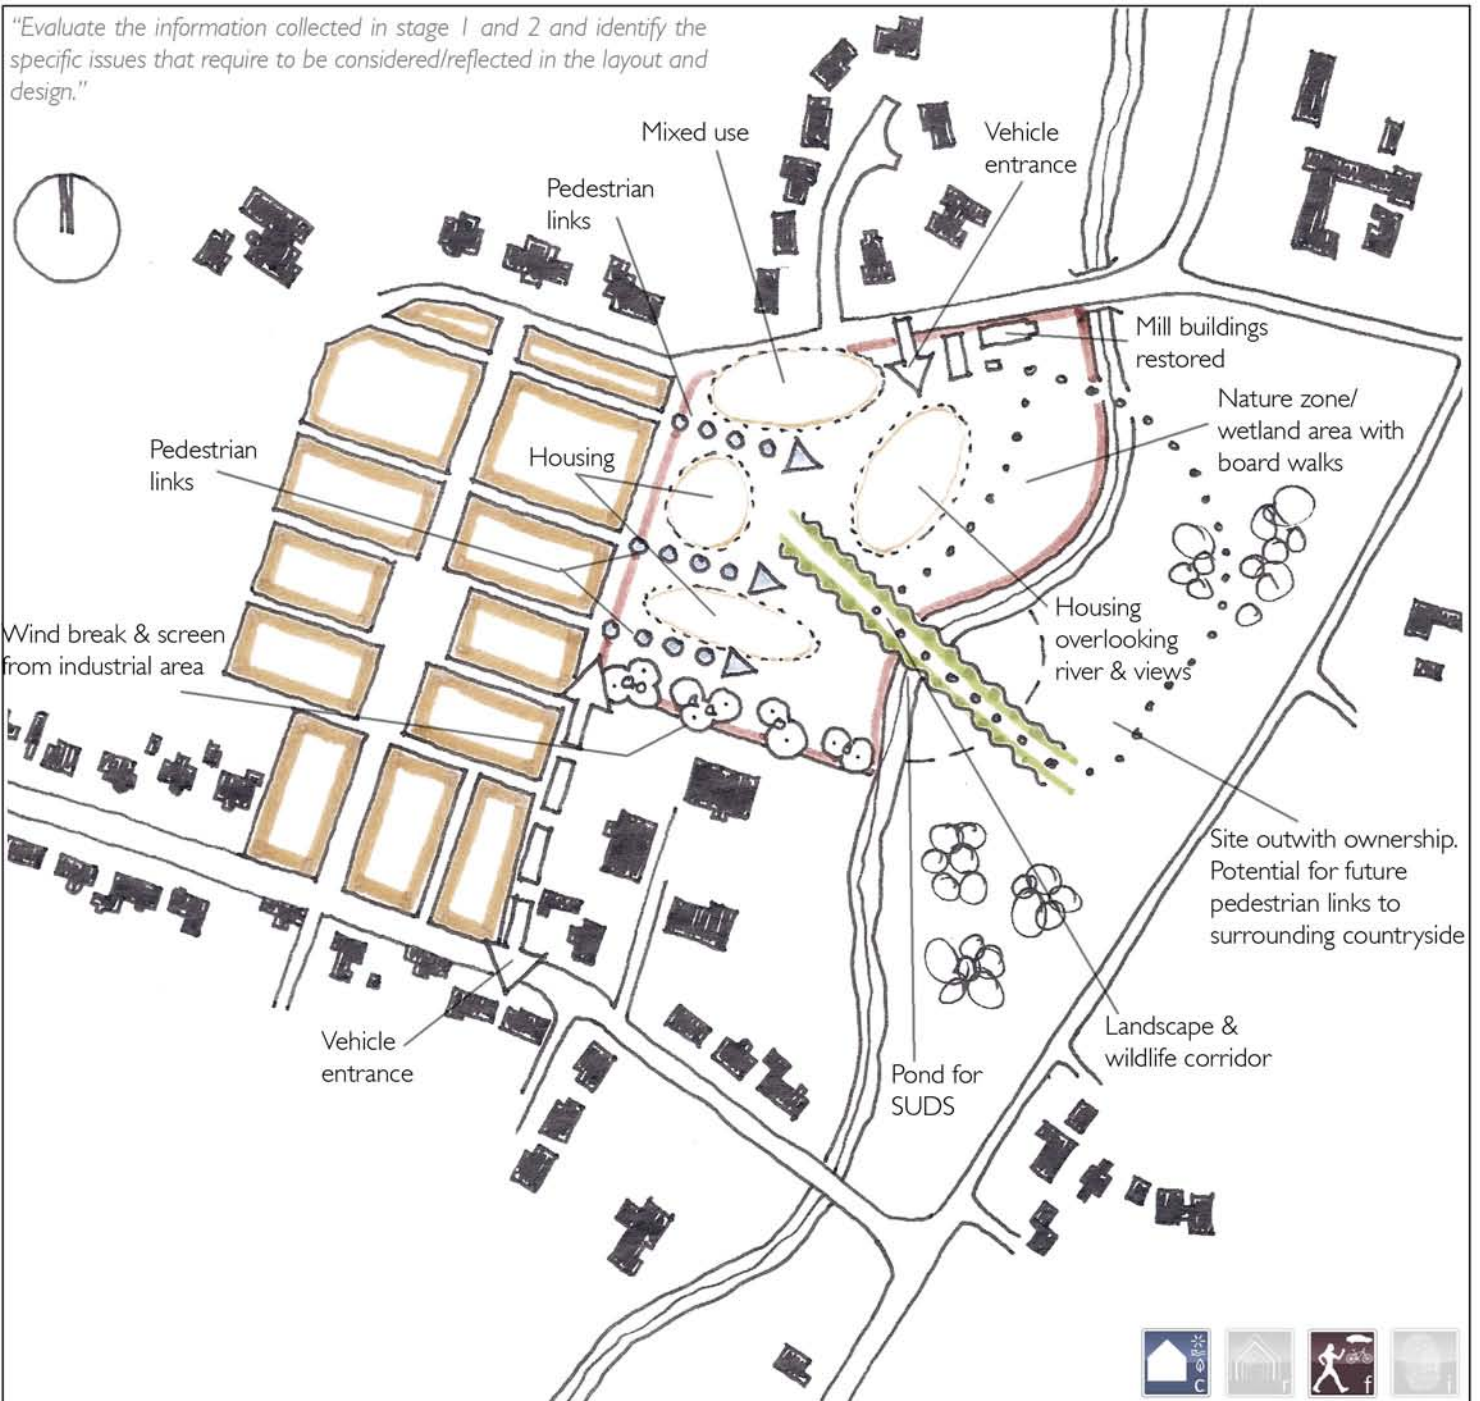 “Evaluate the information collected in stage 1 and 2 and identify the
specific issues that require to be considered/reflected in the layout and
design.”
Mixed use
Vehicle
entrance
Pedestrian
links
Mill buildings
restored
Nature zone/
wetland area with
board walks
Pedestrian
links
Housing
Housing
overlooking
river & views
Wind break & screen
from industrial area
Site outwith ownership.
Potential for future
pedestrian links to
surrounding countryside
Vehicle
entrance
Landscape &
wildlife corridor
Pond for
SUDS
c
r
f
i